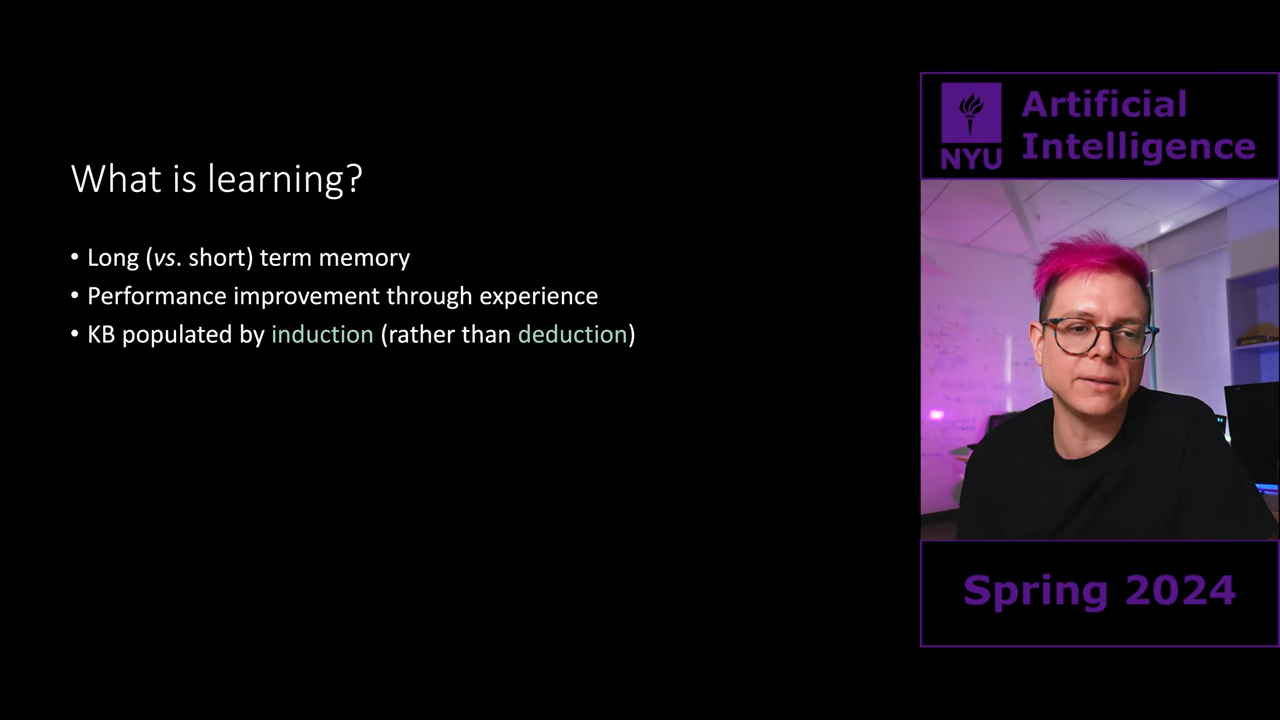 What is learning?
• Long (vs. short) term memory
• Performance improvement through experience
• KB populated by induction (rather than deduction)
NYU
Artificial
Intelligence
Spring 2024